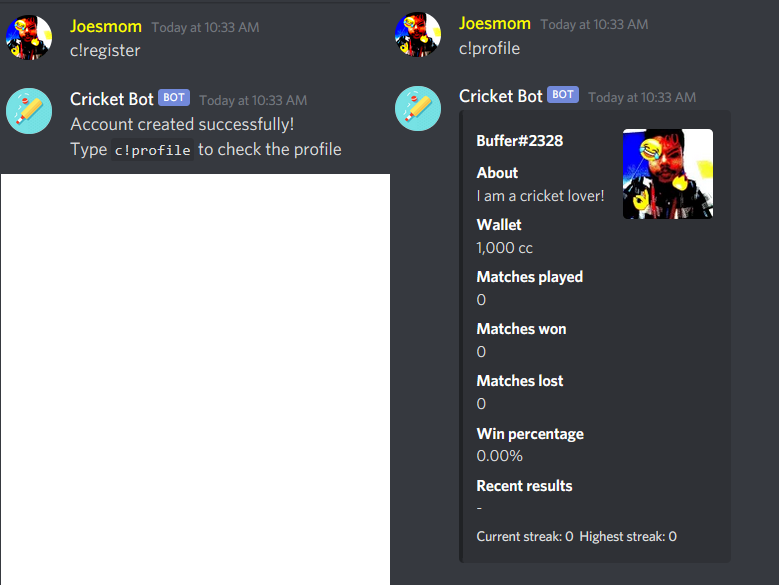 Joesmom Today at 10:33 AM
c!register
Cricket Bot BOT Today at 10:33 AM
Account created successfully!
Type c!profile to check the profile
Joesmom Today at 10:33 AM
c!profile
Cricket Bot BOT Today at 10:33 AM
Buffer#2328
About
I am a cricket lover!
Wallet
1,000 cc
Matches played
0
Matches won
0
Matches lost
0
Win percentage
0.00%
Recent results
-
Current streak: 0 Highest streak: 0